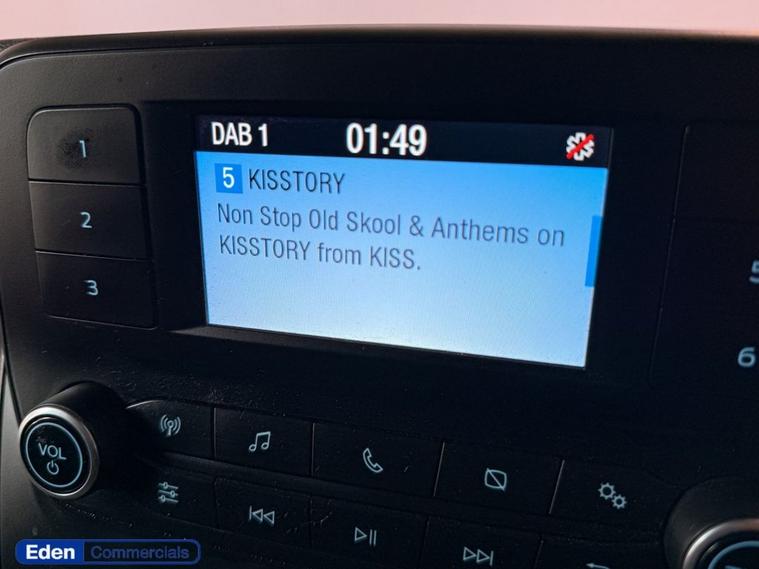 DAB 1 01:49
5 KISSTORY
Non Stop Old Skool & Anthems on
KISSTORY from KISS.
1
2
3
5
6
VOL
Eden Commercials